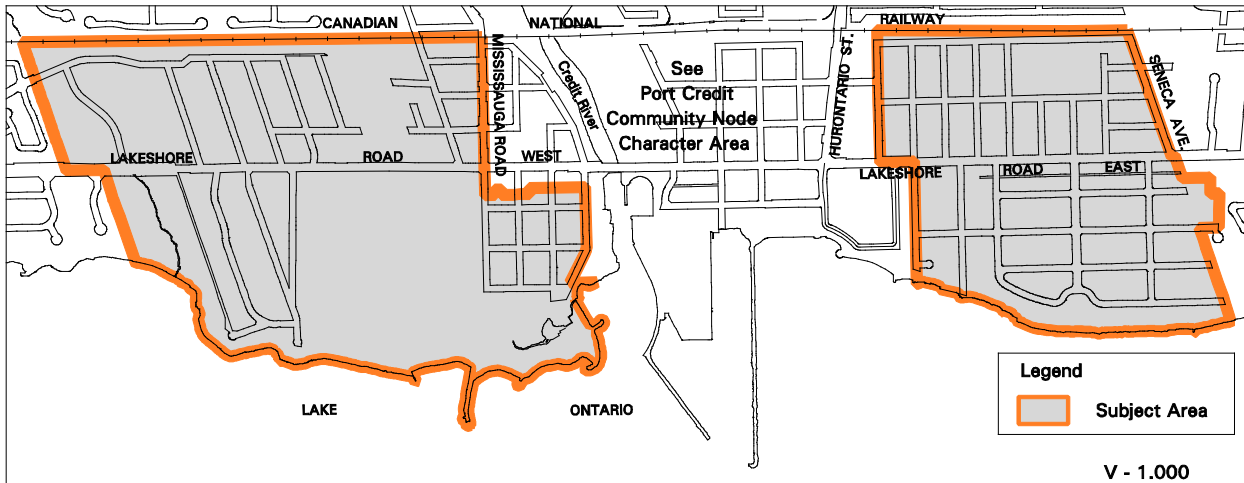 CANADIAN NATIONAL RAILWAY
MISSISSAUGA ROAD
Credit River
See
Port Credit
Community Node
Character Area
HURONTARIO ST.
SENECA AVE.
LAKESHORE ROAD WEST
LAKESHORE ROAD EAST
LAKE ONTARIO
Legend
Subject Area
V - 1.000